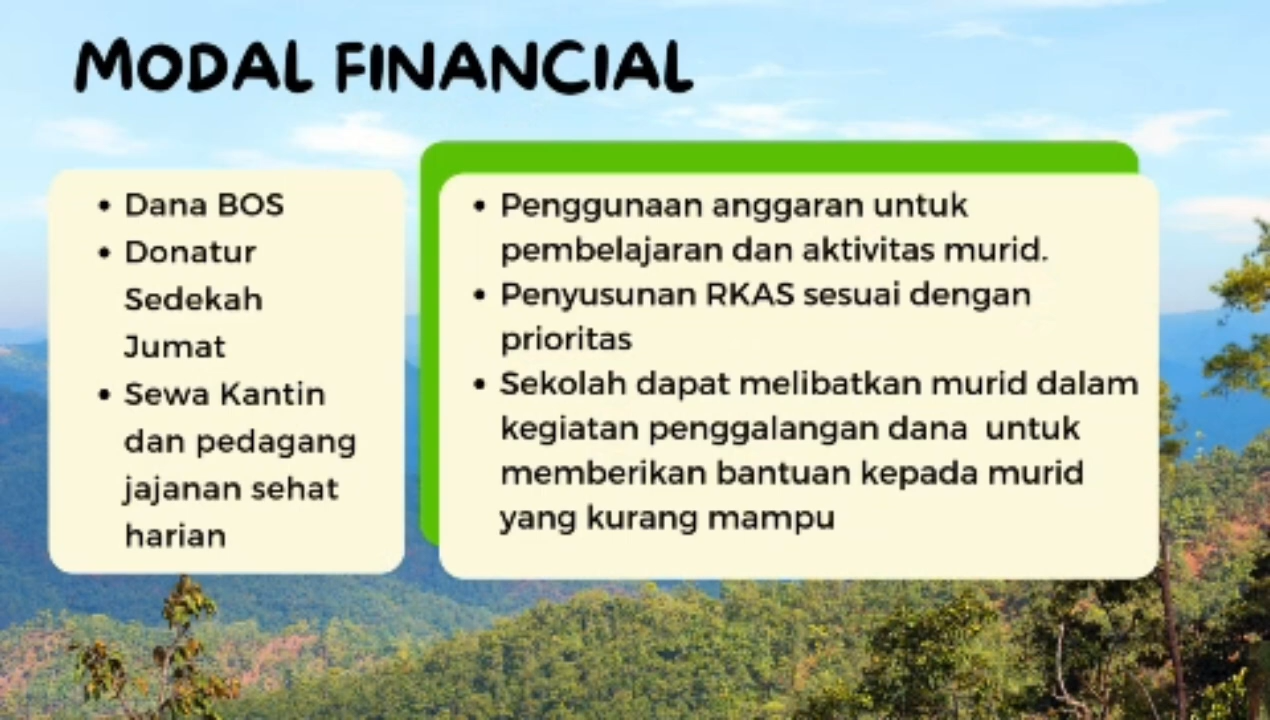 MODAL FINANCIAL
• Dana BOS
• Donatur
Sedekah
Jumat
• Sewa Kantin
dan pedagang
jajanan sehat
harian
• Penggunaan anggaran untuk
pembelajaran dan aktivitas murid.
• Penyusunan RKAS sesuai dengan
prioritas
• Sekolah dapat melibatkan murid dalam
kegiatan penggalangan dana  untuk
memberikan bantuan kepada murid
yang kurang mampu